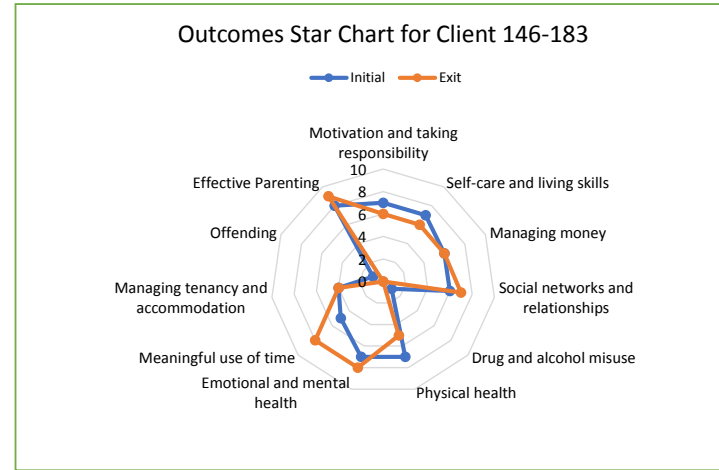 Outcomes Star Chart for Client 146-183
Initial
Exit
Motivation and taking
responsibility
Self-care and living skills
Managing money
Social networks and
relationships
Drug and alcohol misuse
Physical health
Emotional and mental
health
Meaningful use of time
Managing tenancy and
accommodation
Offending
Effective Parenting
10
8
6
4
2
0